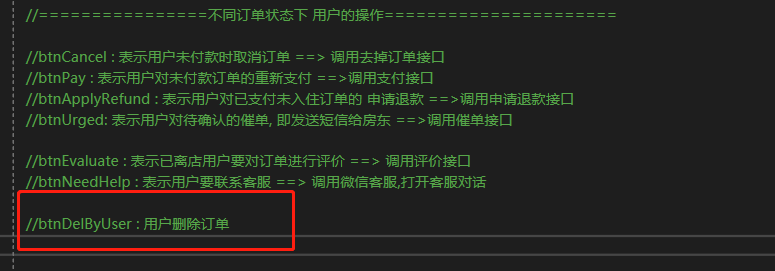 //================不同订单状态下 用户的操作======================
//btnCancel : 表示用户未付款时取消订单 ==> 调用去掉订单接口
//btnPay : 表示用户对未付款订单的重新支付 ==>调用支付接口
//btnApplyRefund : 表示用户对已支付未入住订单的 申请退款 ==>调用申请退款接口
//btnUrged: 表示用户对待确认的催单, 即发送短信给房东 ==>调用催单接口
//btnEvaluate : 表示已离店用户要对订单进行评价 ==> 调用评价接口
//btnNeedHelp : 表示用户要联系客服 ==> 调用微信客服,打开客服对话
//btnDelByUser : 用户删除订单